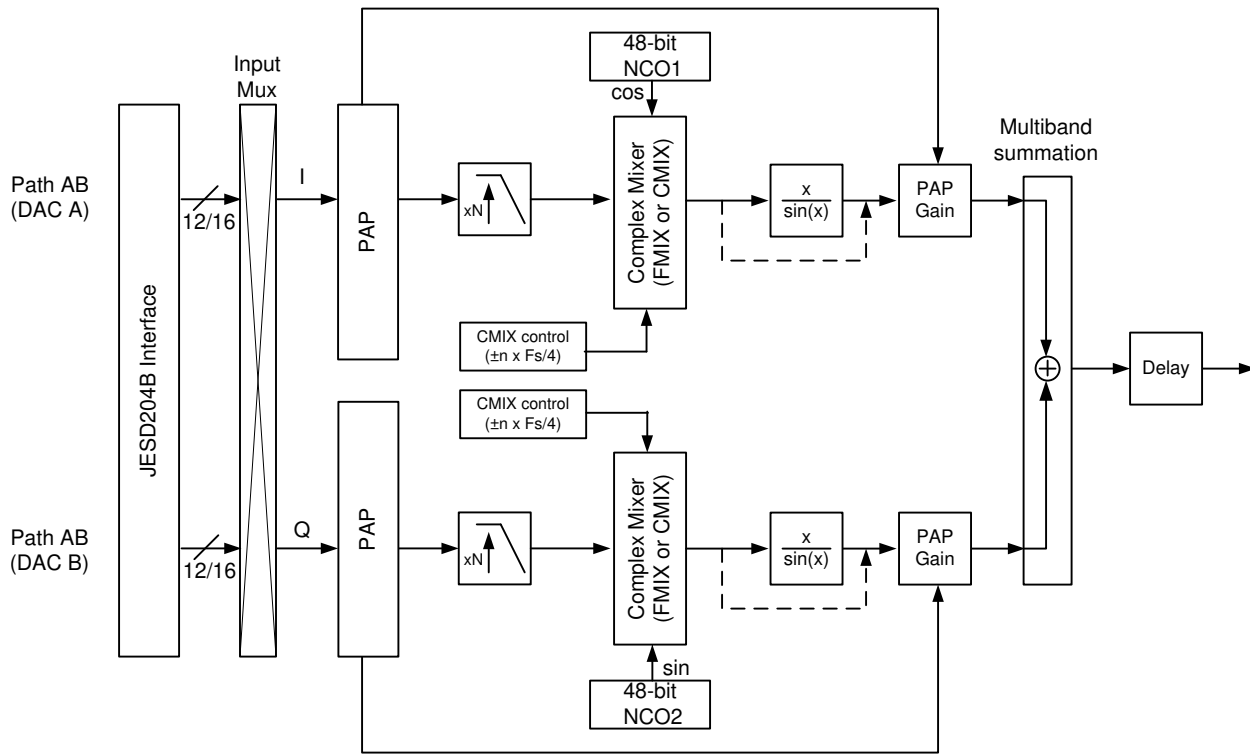 48-bit
NCO1
cos
Input
Mux
Multiband
summation
Path AB
(DAC A)
12/16
I
PAP
xN
Complex Mixer
(FMIX or CMIX)
x
sin(x)
PAP
Gain
CMIX control
(±n x Fs/4)
JESD204B Interface
+
Delay
CMIX control
(±n x Fs/4)
Path AB
(DAC B)
12/16
Q
PAP
xN
Complex Mixer
(FMIX or CMIX)
x
sin(x)
PAP
Gain
sin
48-bit
NCO2